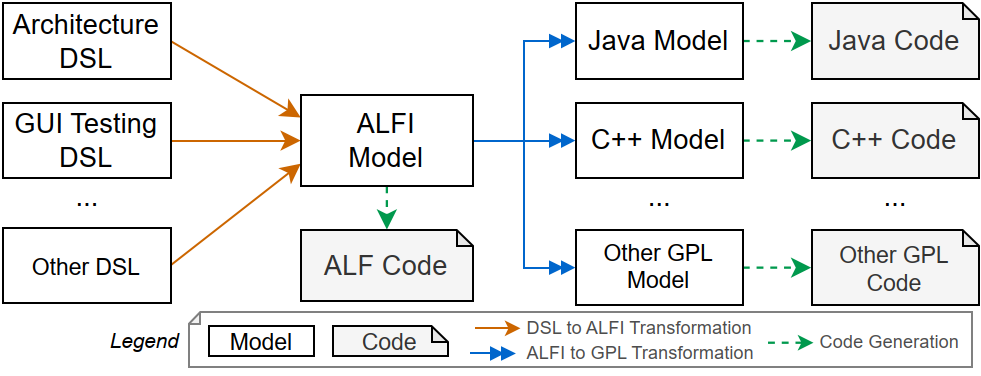 Architecture
DSL
GUI Testing
DSL
...
Other DSL
ALFI
Model
ALF Code
Java Model
C++ Model
...
Other GPL
Model
Java Code
C++ Code
...
Other GPL
Code
Legend
Model
Code
DSL to ALFI Transformation
ALFI to GPL Transformation
Code Generation